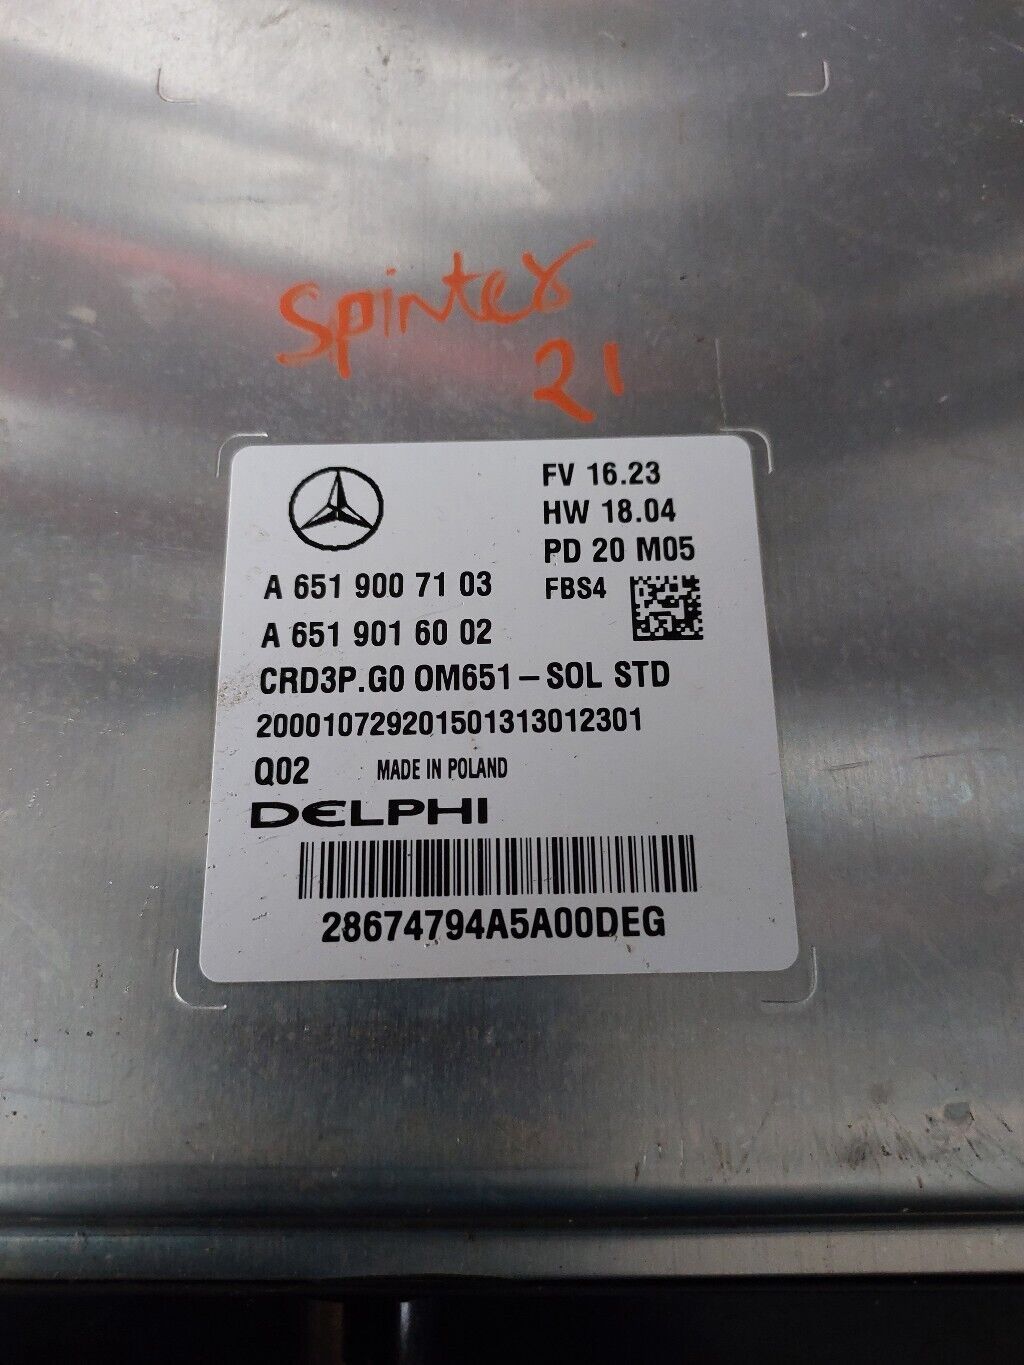 Spinter
21
FV 16.23
HW 18.04
PD 20 M05
A 651 900 71 03
FBS4
A 651 901 60 02
CRD3P.G0 OM651-SOL STD
200010729201501313012301
Q02 MADE IN POLAND
DELPHI
28674794A5A00DEG